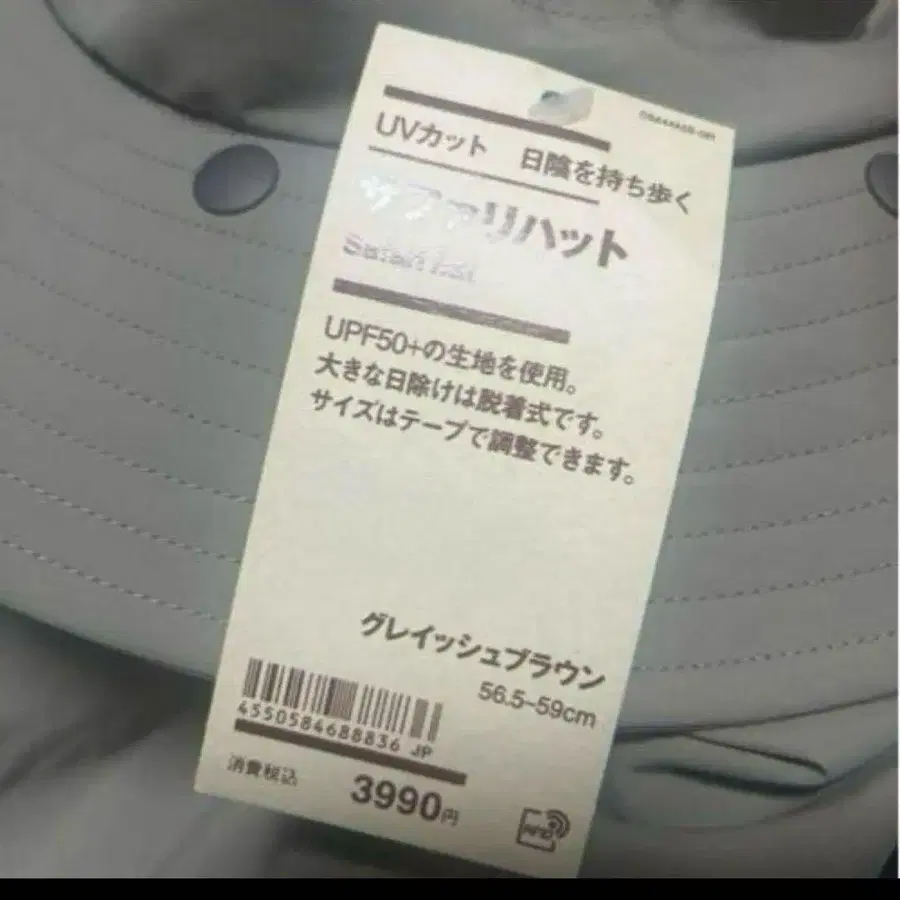 UVカット 日陰を持ち歩く
サファリハット
Safari Hat
UPF50+の生地を使用。
大きな日除けは脱着式です。
サイズはテープで調整できます。
グレイッシュブラウン
56.5-59cm
4550584688836 JP
消費税込
3990円
RFID